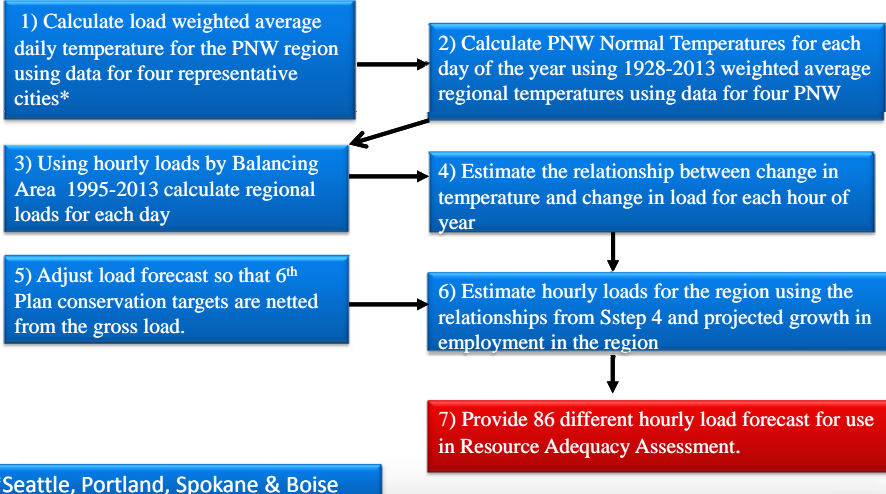 1) Calculate load weighted average
daily temperature for the PNW region
using data for four representative
cities*
2) Calculate PNW Normal Temperatures for each
day of the year using 1928-2013 weighted average
regional temperatures using data for four PNW
3) Using hourly loads by Balancing
Area 1995-2013 calculate regional
loads for each day
4) Estimate the relationship between change in
temperature and change in load for each hour of
year
5) Adjust load forecast so that 6th
Plan conservation targets are netted
from the gross load.
6) Estimate hourly loads for the region using the
relationships from Sstep 4 and projected growth in
employment in the region
7) Provide 86 different hourly load forecast for use
in Resource Adequacy Assessment.
Seattle, Portland, Spokane & Boise